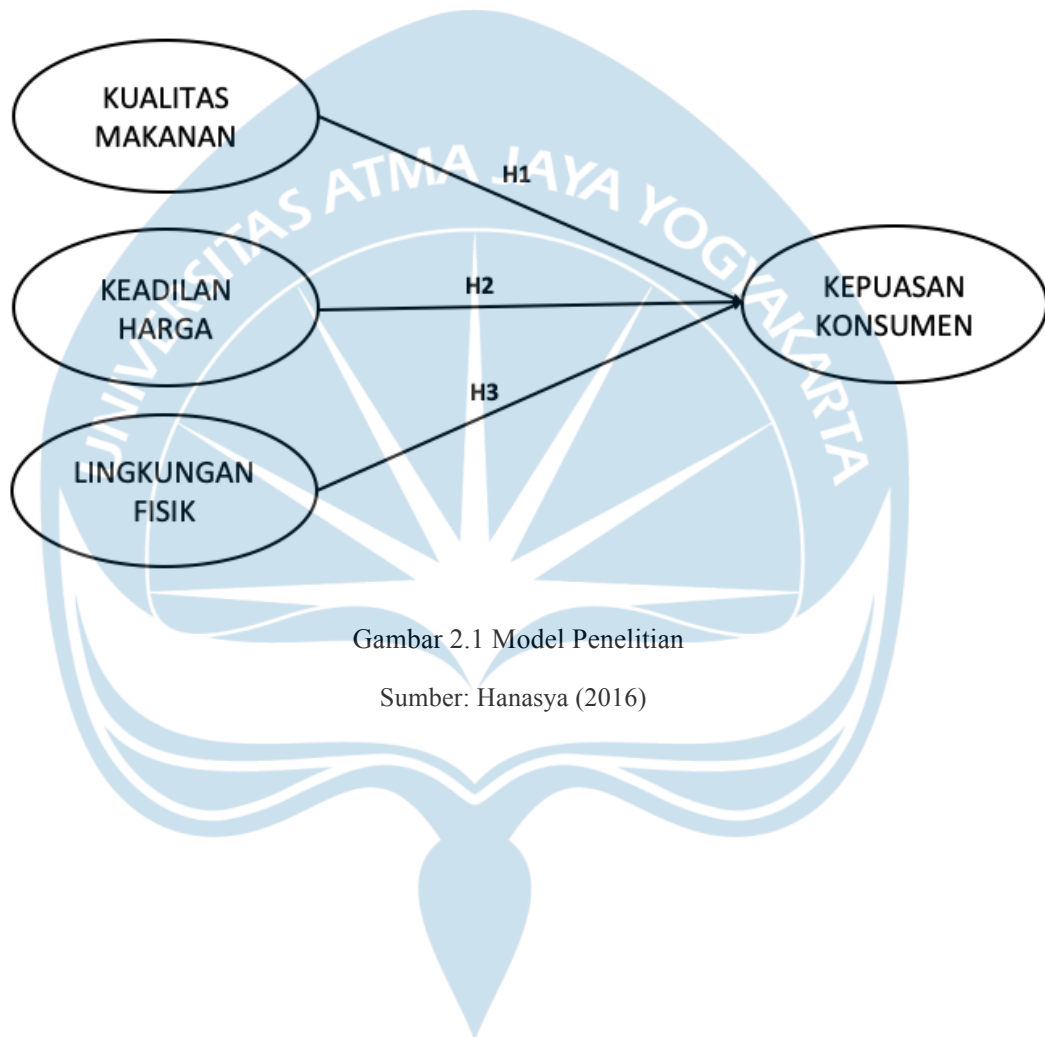 KUALITAS
MAKANAN
H1
UNIVERSITAS ATMA JAYA YOGYAKARTA
KEADILAN
HARGA
H2
KEPUASAN
KONSUMEN
H3
LINGKUNGAN
FISIK
Gambar 2.1 Model Penelitian
Sumber: Hanasya (2016)